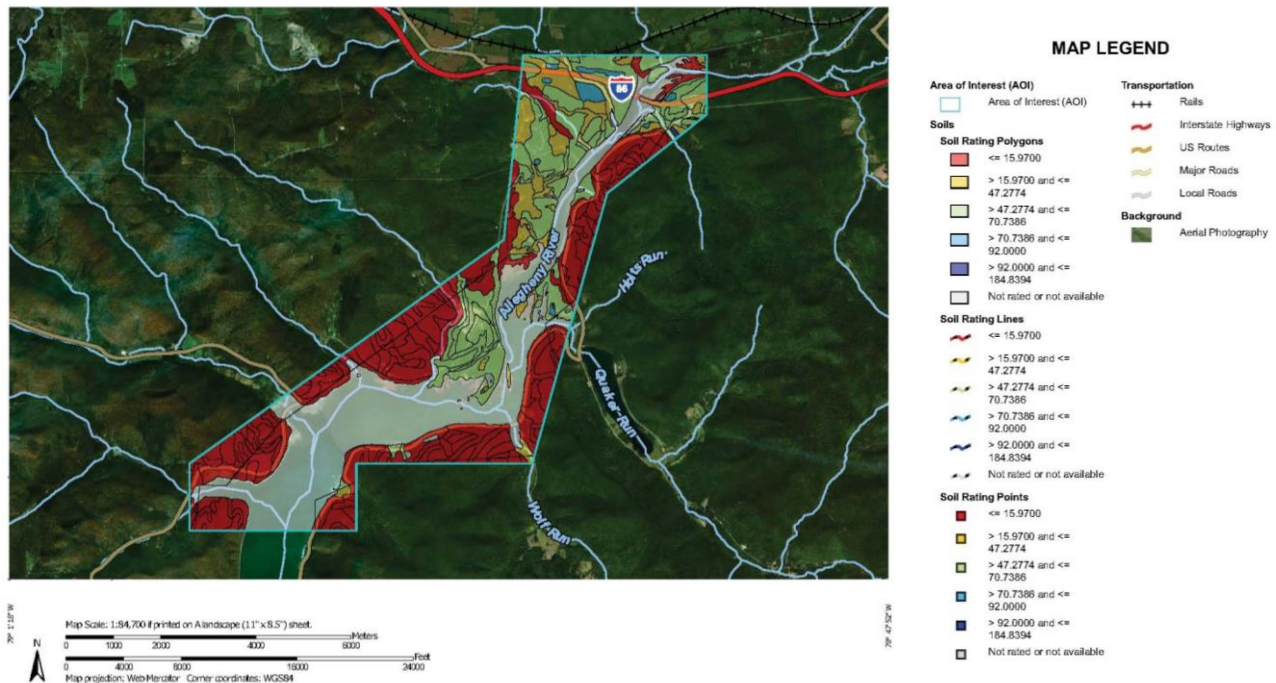 86
Allegheny River
Holts Run
Quaker Run
Wolf Run
79° 1' 18" W
78° 47' 52" W
N
Map Scale: 1:84,700 if printed on A landscape (11" x 8.5") sheet.
Meters
0 1000 2000 4000 6000
Feet
0 4000 8000 16000 24000
Map projection: Web Mercator Corner coordinates: WGS84
MAP LEGEND
Area of Interest (AOI)
Area of Interest (AOI)
Soils
Soil Rating Polygons
<= 15.9700
> 15.9700 and <=
47.2774
> 47.2774 and <=
70.7386
> 70.7386 and <=
92.0000
> 92.0000 and <=
184.8394
Not rated or not available
Soil Rating Lines
<= 15.9700
> 15.9700 and <=
47.2774
> 47.2774 and <=
70.7386
> 70.7386 and <=
92.0000
> 92.0000 and <=
184.8394
Not rated or not available
Soil Rating Points
<= 15.9700
> 15.9700 and <=
47.2774
> 47.2774 and <=
70.7386
> 70.7386 and <=
92.0000
> 92.0000 and <=
184.8394
Not rated or not available
Transportation
Rails
Interstate Highways
US Routes
Major Roads
Local Roads
Background
Aerial Photography